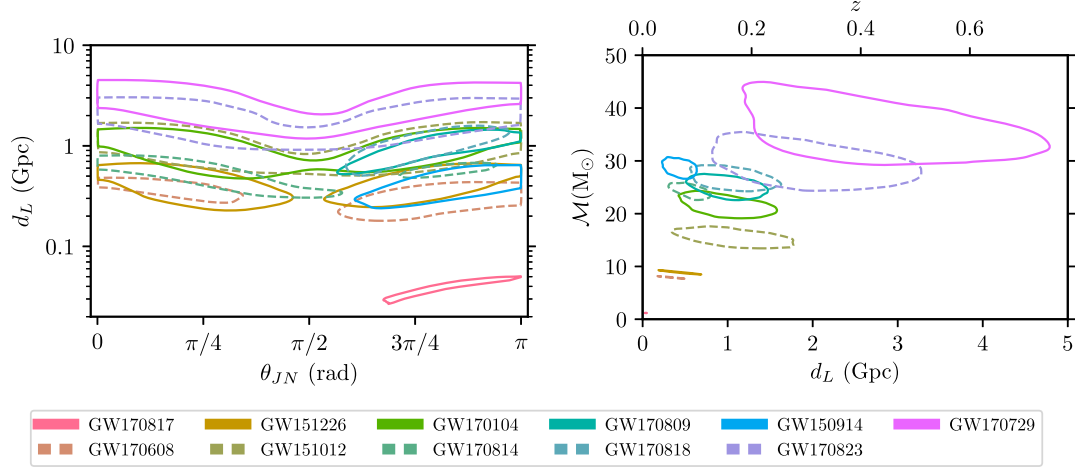 z
0.0 0.2 0.4 0.6
10
1
0.1
d_L (Gpc)
0 π/4 π/2 3π/4 π
θ_JN (rad)
50
40
30
20
10
0
ℳ(M⊙)
0 1 2 3 4 5
d_L (Gpc)
GW170817 GW151226 GW170104 GW170809 GW150914 GW170729
GW170608 GW151012 GW170814 GW170818 GW170823